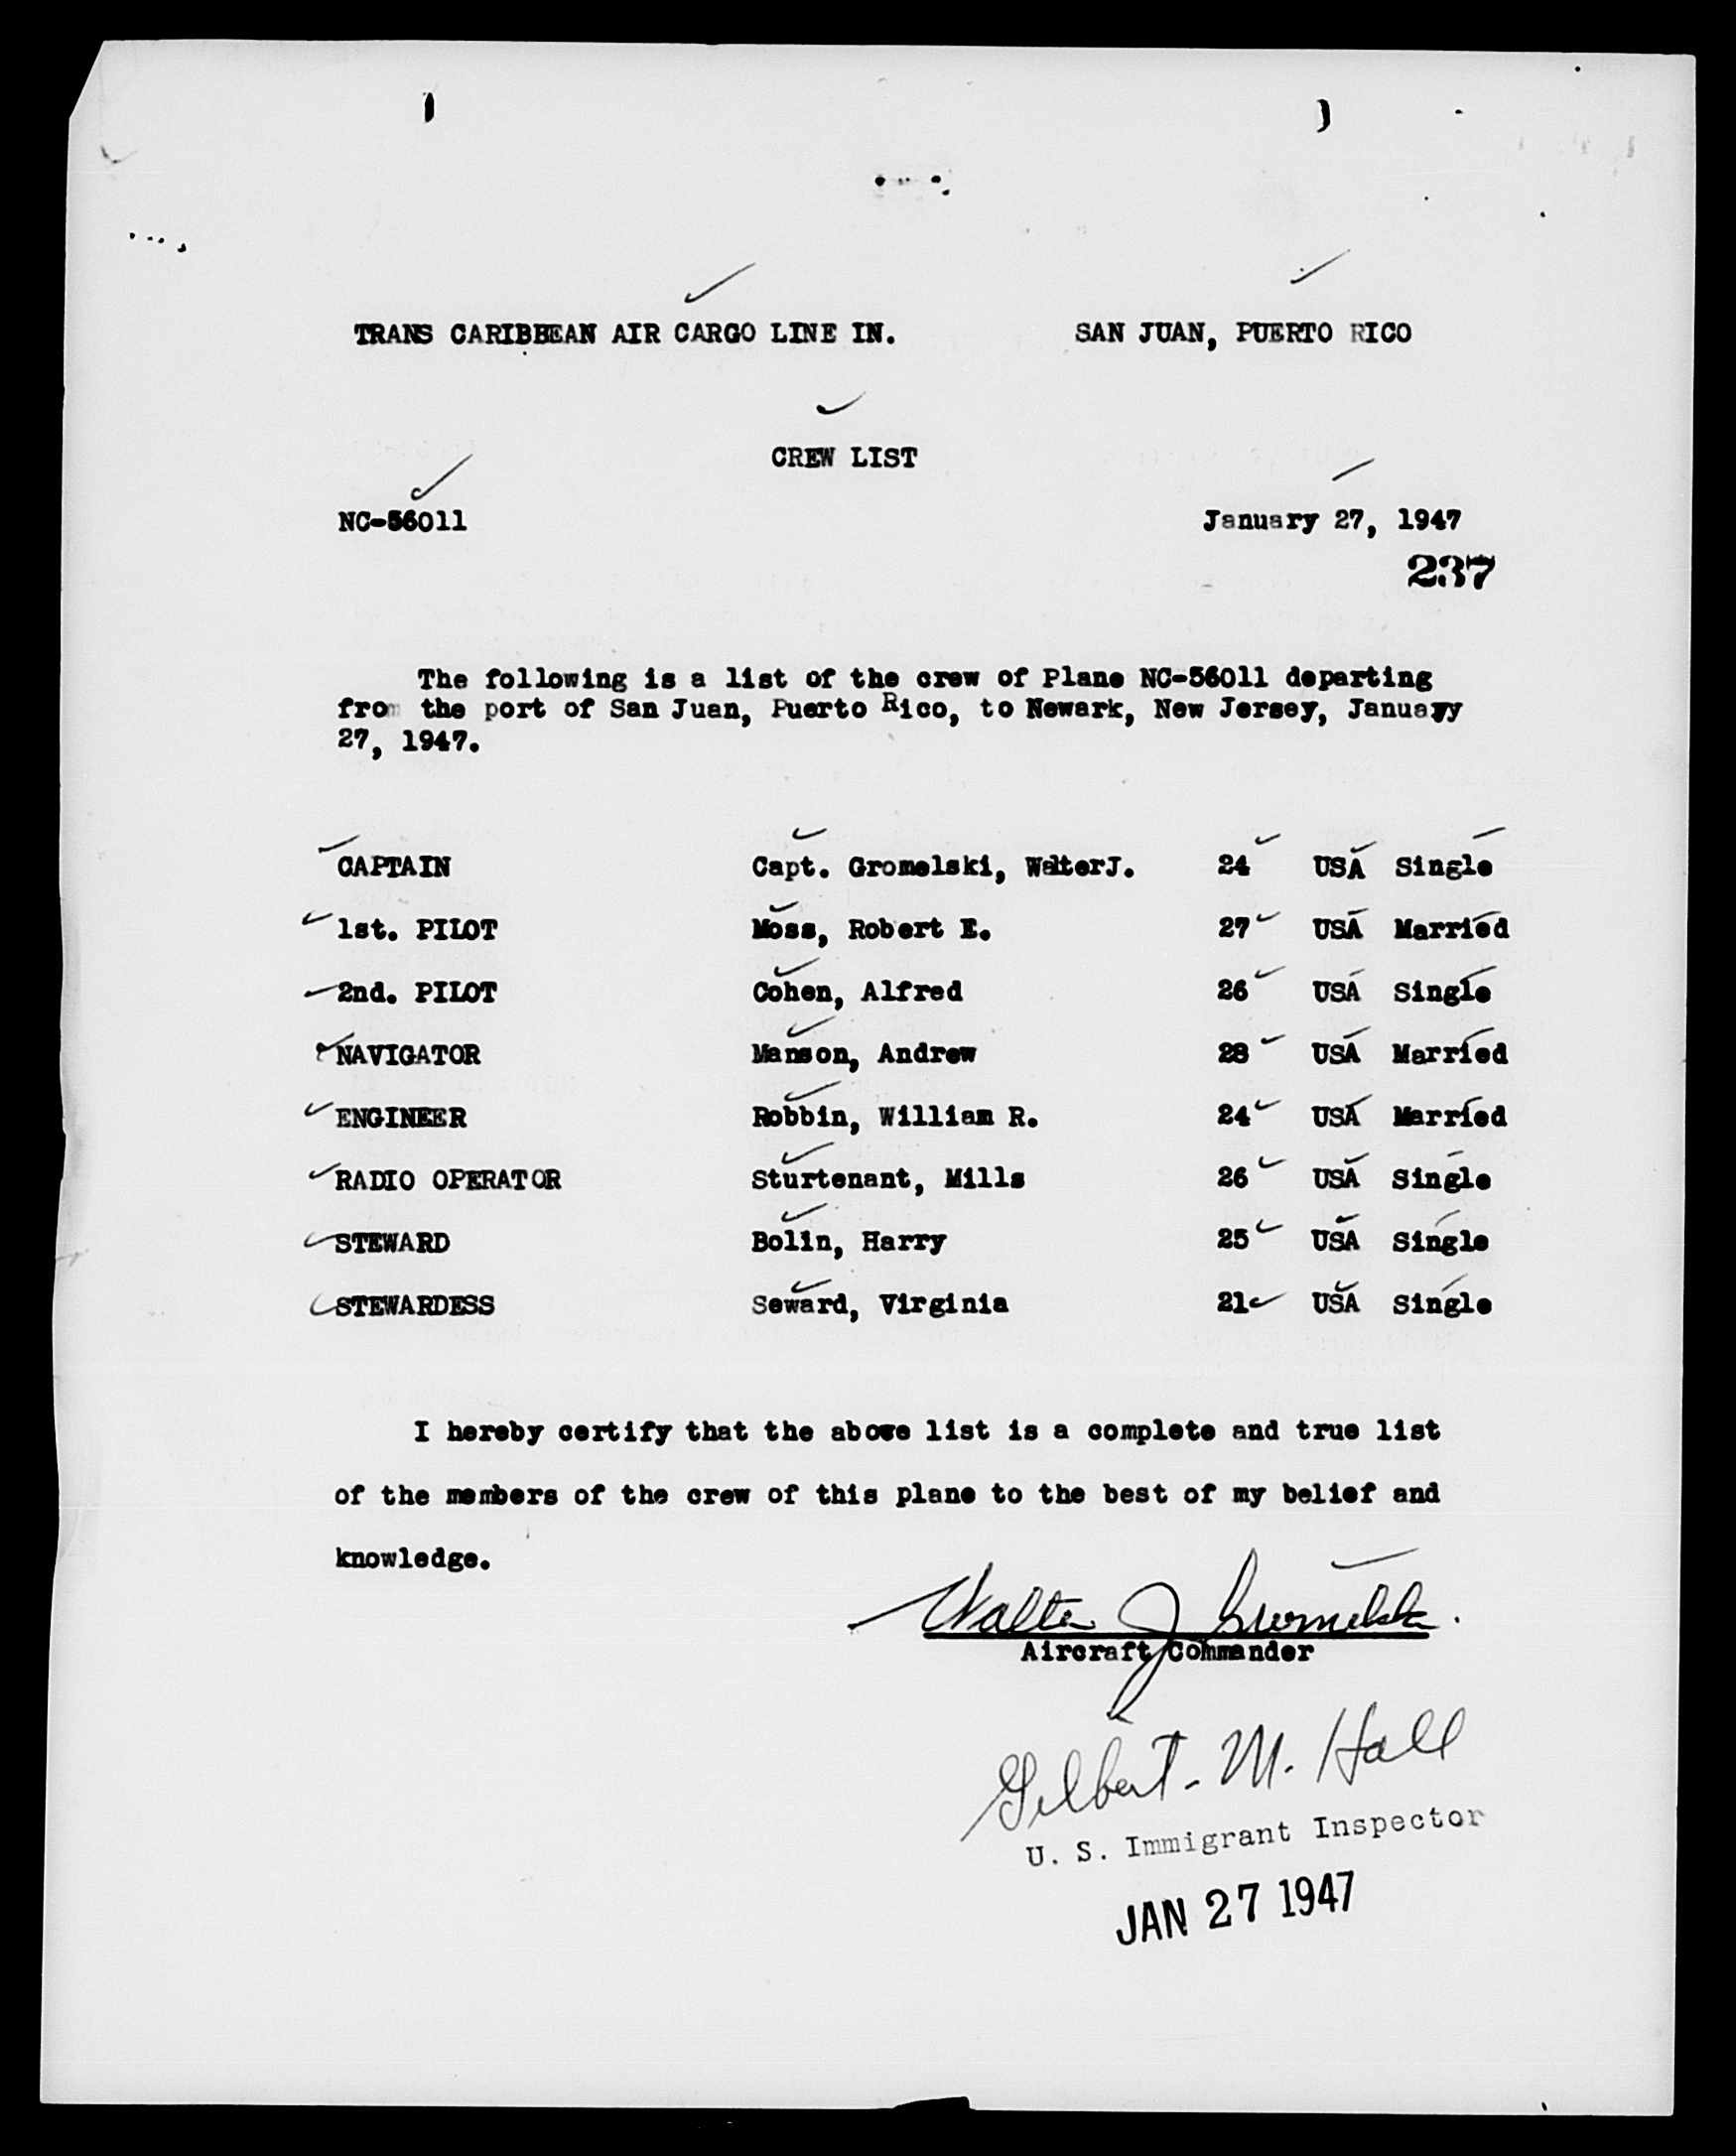 TRANS CARIBBEAN AIR CARGO LINE IN. SAN JUAN, PUERTO RICO
CREW LIST
NC-56011 January 27, 1947
237
The following is a list of the crew of Plane NC-56011 departing
from the port of San Juan, Puerto Rico, to Newark, New Jersey, Januayy
27, 1947.
CAPTAIN Capt. Gromelski, WalterJ. 24 USA Single
1st. PILOT Moss, Robert E. 27 USA Married
2nd. PILOT Cohen, Alfred 26 USA Single
NAVIGATOR Manson, Andrew 28 USA Married
ENGINEER Robbin, William R. 24 USA Married
RADIO OPERATOR Sturtenant, Mills 26 USA Single
STEWARD Bolin, Harry 25 USA Single
STEWARDESS Seward, Virginia 21 USA Single
I hereby certify that the above list is a complete and true list
of the members of the crew of this plane to the best of my belief and
knowledge.
Walter J Gromelski
Aircraft Commander
Gilbert M. Hall
U. S. Immigrant Inspector
JAN 27 1947